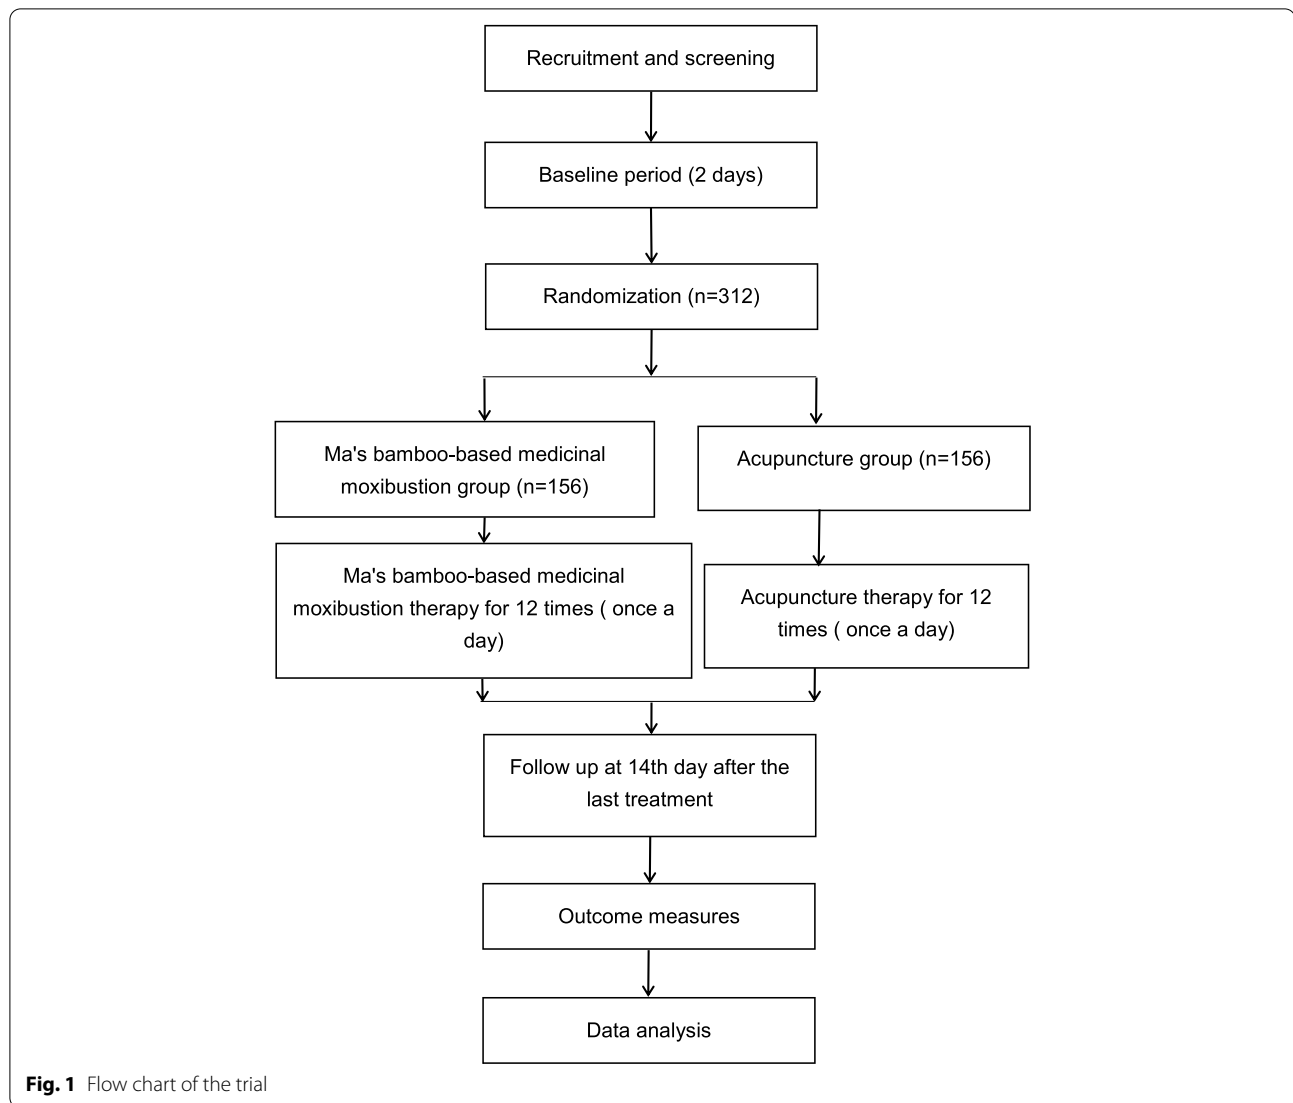 Recruitment and screening
Baseline period (2 days)
Randomization (n=312)
Ma's bamboo-based medicinal
moxibustion group (n=156)
Acupuncture group (n=156)
Ma's bamboo-based medicinal
moxibustion therapy for 12 times ( once a
day)
Acupuncture therapy for 12
times ( once a day)
Follow up at 14th day after the
last treatment
Outcome measures
Data analysis
Fig. 1 Flow chart of the trial